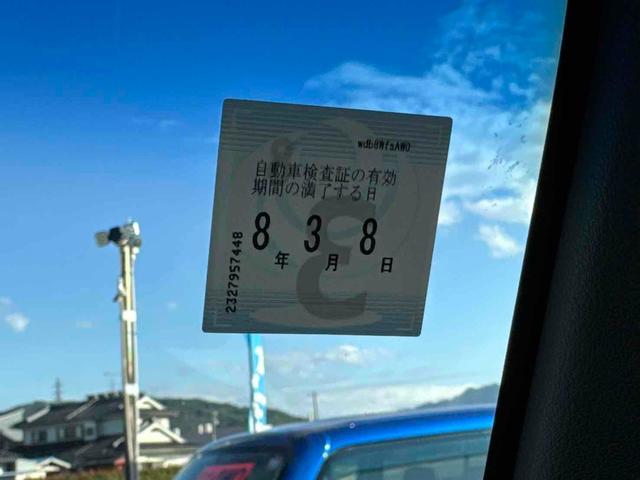 wdb8WfsAW0
自動車検査証の有効
期間の満了する日
8年3月8日
2327957448